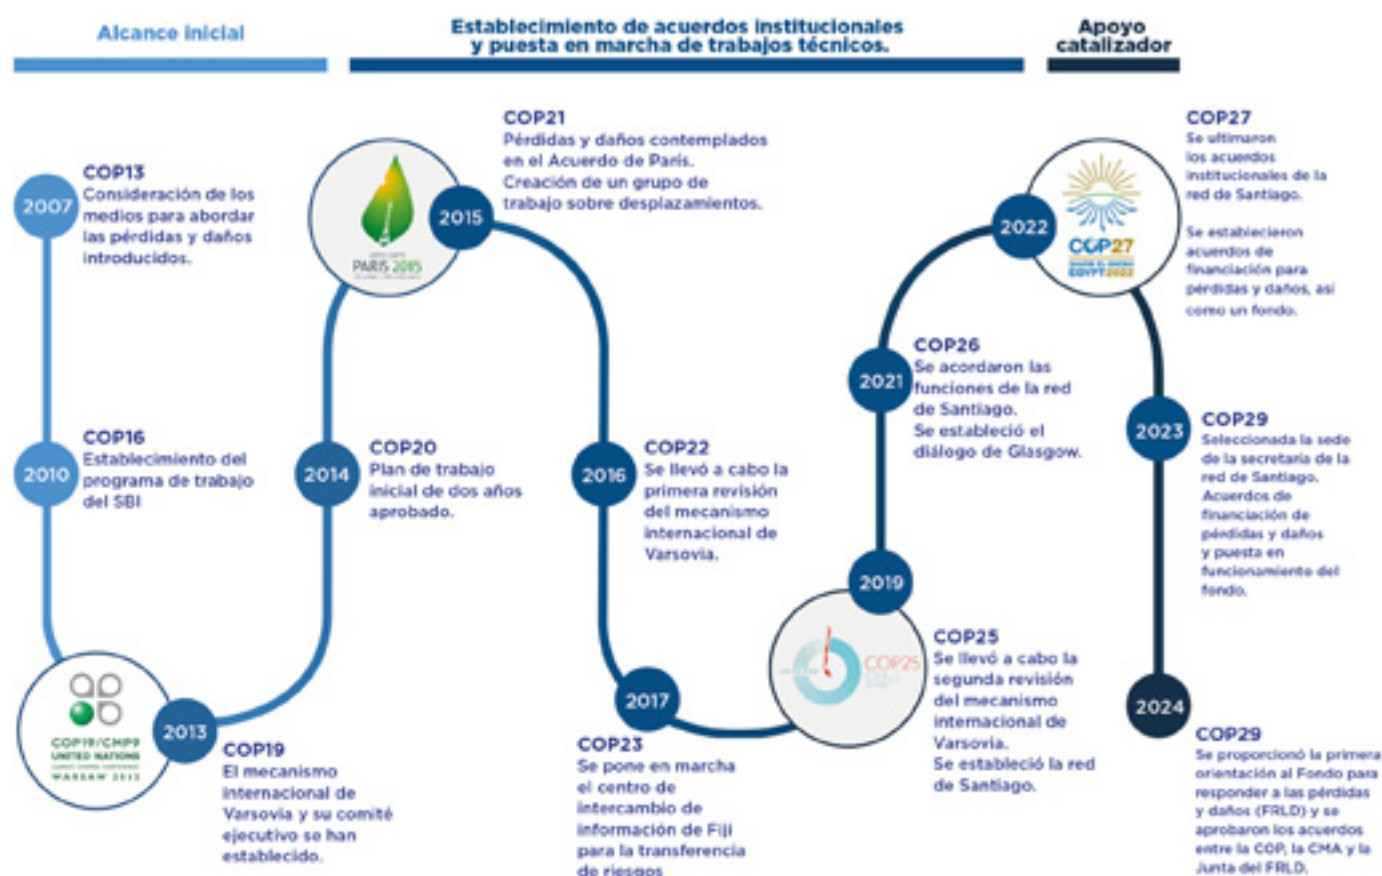 Alcance inicial
Establecimiento de acuerdos institucionales
y puesta en marcha de trabajos técnicos.
Apoyo
catalizador
2007
COP13
Consideración de los
medios para abordar
las pérdidas y daños
introducidos.
2010
COP16
Establecimiento del
programa de trabajo
del SBI
COP19/CMP9
UNITED NATIONS
WARSAW 2013
2013
COP19
El mecanismo
internacional de
Varsovia y su comité
ejecutivo se han
establecido.
2014
COP20
Plan de trabajo
inicial de dos años
aprobado.
PARIS 2015
2015
COP21
Pérdidas y daños contemplados
en el Acuerdo de París.
Creación de un grupo de
trabajo sobre desplazamientos.
2016
COP22
Se llevó a cabo la
primera revisión
del mecanismo
internacional de
Varsovia.
2017
COP23
Se pone en marcha
el centro de
intercambio de
información de Fiji
para la transferencia
de riesgos
COP25
2019
COP25
Se llevó a cabo la
segunda revisión
del mecanismo
internacional de
Varsovia.
Se estableció la red
de Santiago.
2021
COP26
Se acordaron las
funciones de la red
de Santiago.
Se estableció el
diálogo de Glasgow.
2022
COP27
EGYPT2022
COP27
Se ultimaron
los acuerdos
institucionales de la
red de Santiago.
Se establecieron
acuerdos de
financiación para
pérdidas y daños, así
como un fondo.
2023
COP29
Seleccionada la sede
de la secretaría de la
red de Santiago.
Acuerdos de
financiación de
pérdidas y daños
y puesta en
funcionamiento del
fondo.
2024
COP29
Se proporcionó la primera
orientación al Fondo para
responder a las pérdidas
y daños (FRLD) y se
aprobaron los acuerdos
entre la COP, la CMA y la
Junta del FRLD.